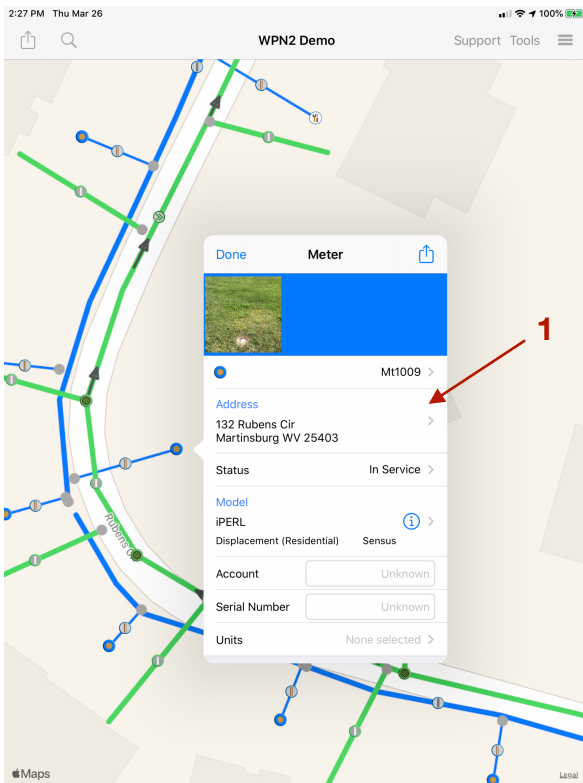 2:27 PM Thu Mar 26
100%
WPN2 Demo
Support Tools
Done
Meter
1
Mt1009
Address
132 Rubens Cir
Martinsburg WV 25403
Status
In Service
Model
iPERL
Displacement (Residential) Sensus
Account
Unknown
Serial Number
Unknown
Units
None selected
Rubens
Maps
Legal